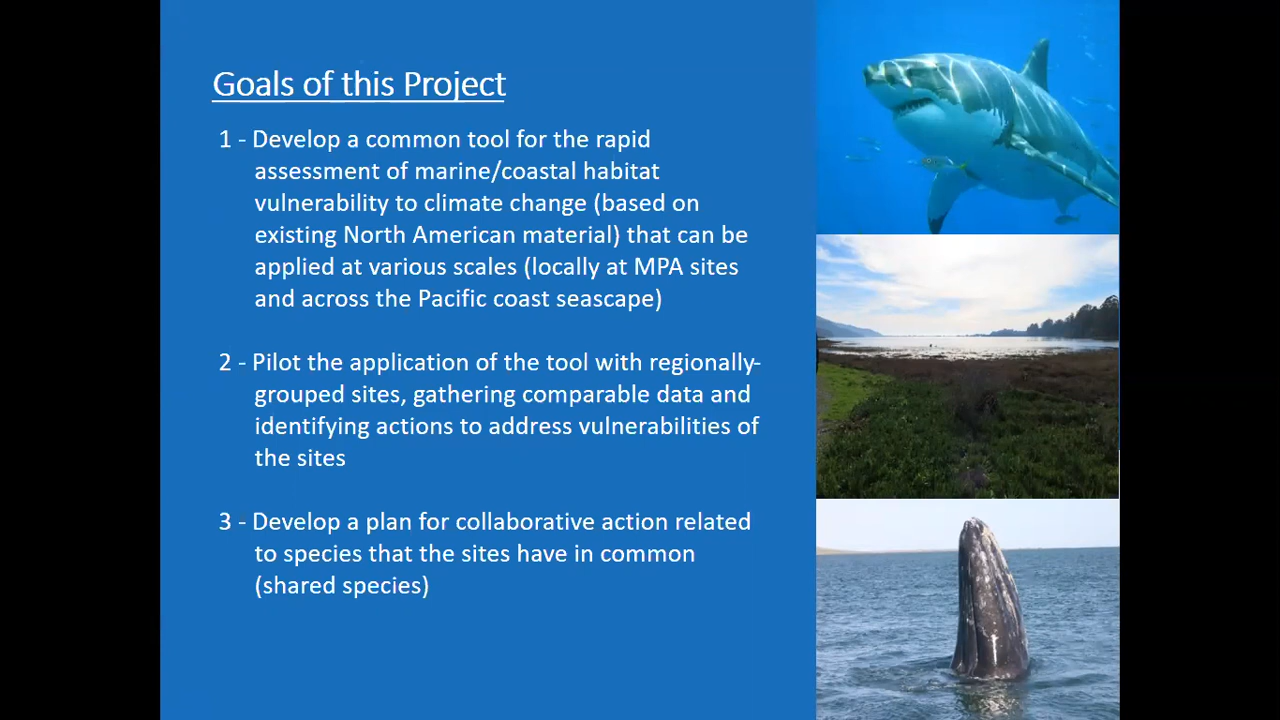 Goals of this Project
1 - Develop a common tool for the rapid
assessment of marine/coastal habitat
vulnerability to climate change (based on
existing North American material) that can be
applied at various scales (locally at MPA sites
and across the Pacific coast seascape)
2 - Pilot the application of the tool with regionally-
grouped sites, gathering comparable data and
identifying actions to address vulnerabilities of
the sites
3 - Develop a plan for collaborative action related
to species that the sites have in common
(shared species)